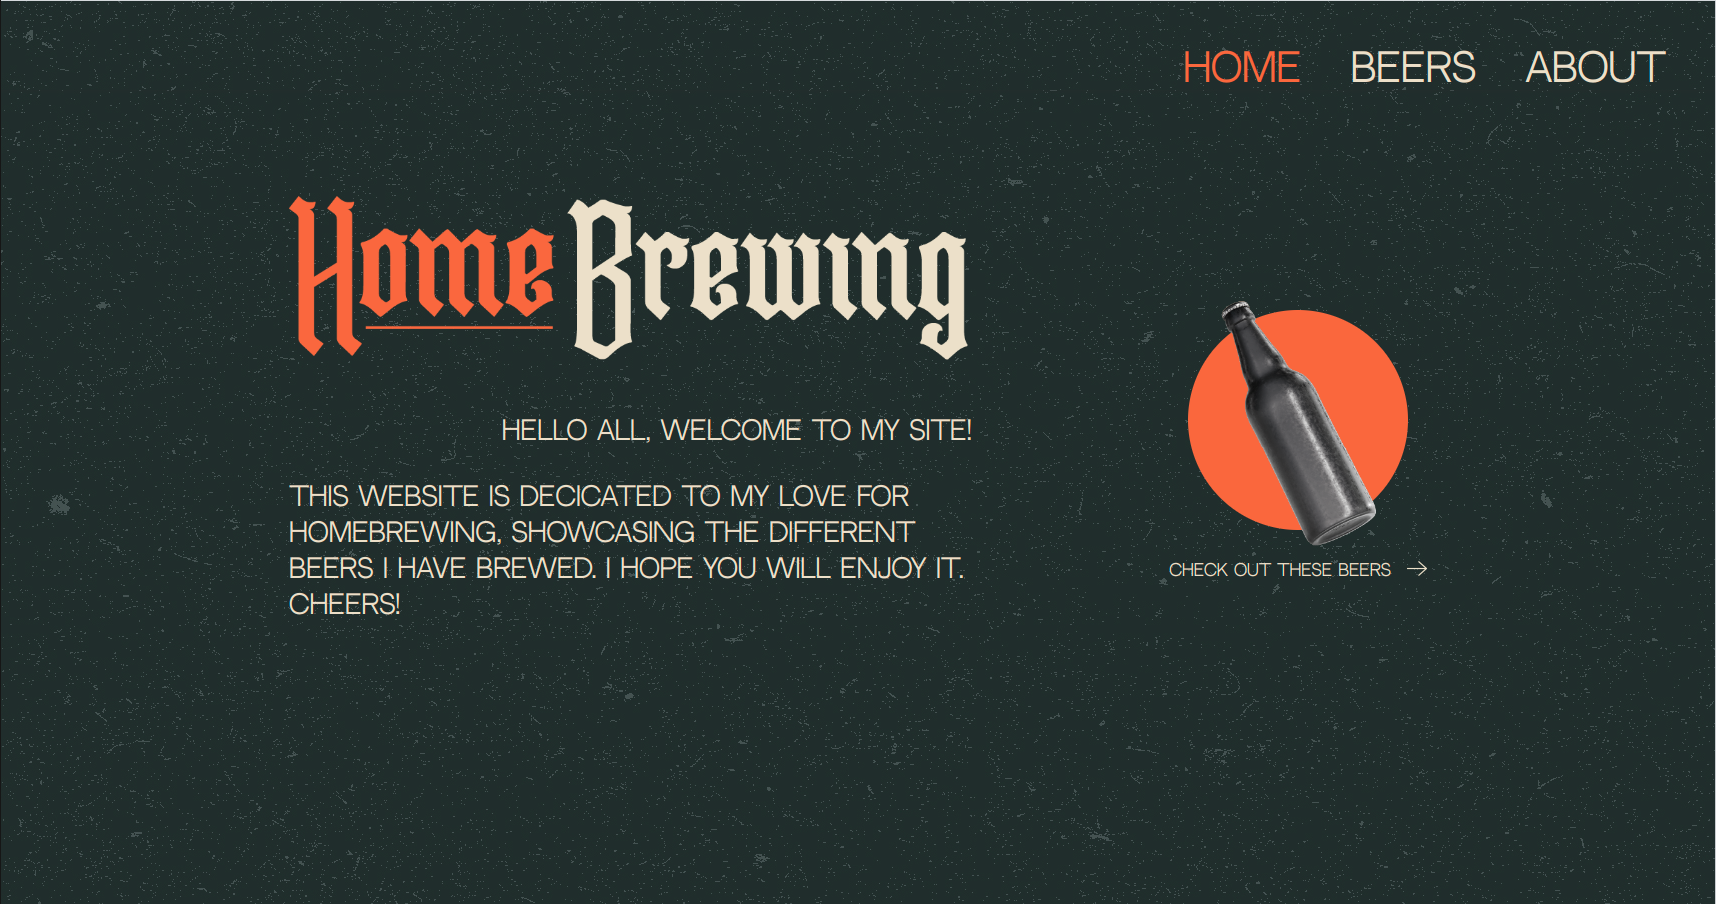 HOME BEERS ABOUT
Home Brewing
HELLO ALL, WELCOME TO MY SITE!
THIS WEBSITE IS DECICATED TO MY LOVE FOR
HOMEBREWING, SHOWCASING THE DIFFERENT
BEERS I HAVE BREWED. I HOPE YOU WILL ENJOY IT.
CHEERS!
CHECK OUT THESE BEERS →